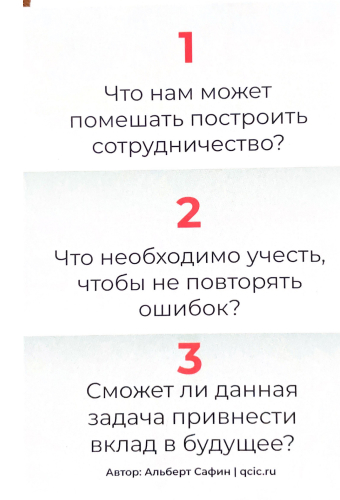 1
Что нам может
помешать построить
сотрудничество?
2
Что необходимо учесть,
чтобы не повторять
ошибок?
3
Сможет ли данная
задача привнести
вклад в будущее?
Автор: Альберт Сафин | qcic.ru